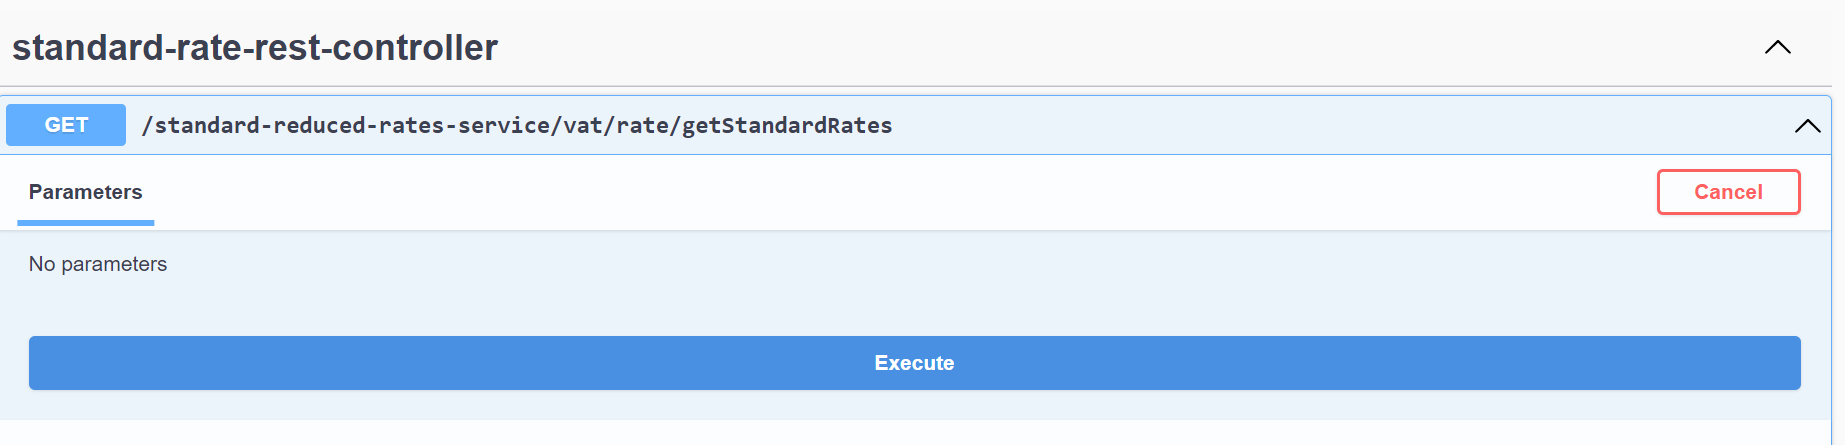 standard-rate-rest-controller
GET /standard-reduced-rates-service/vat/rate/getStandardRates
Parameters Cancel
No parameters
Execute